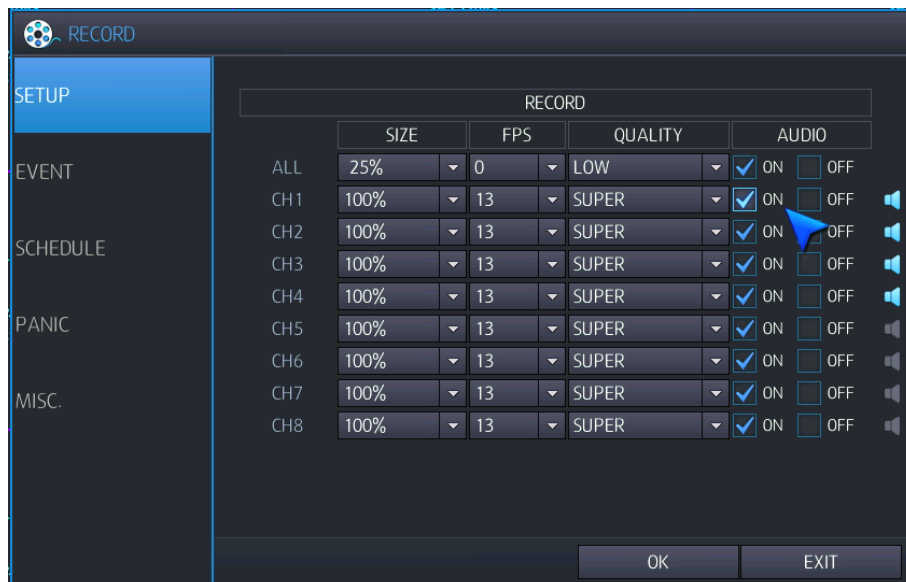 RECORD
SETUP
EVENT
SCHEDULE
PANIC
MISC.
RECORD
SIZE FPS QUALITY AUDIO
ALL 25% 0 LOW ON OFF
CH1 100% 13 SUPER ON OFF
CH2 100% 13 SUPER ON OFF
CH3 100% 13 SUPER ON OFF
CH4 100% 13 SUPER ON OFF
CH5 100% 13 SUPER ON OFF
CH6 100% 13 SUPER ON OFF
CH7 100% 13 SUPER ON OFF
CH8 100% 13 SUPER ON OFF
OK EXIT